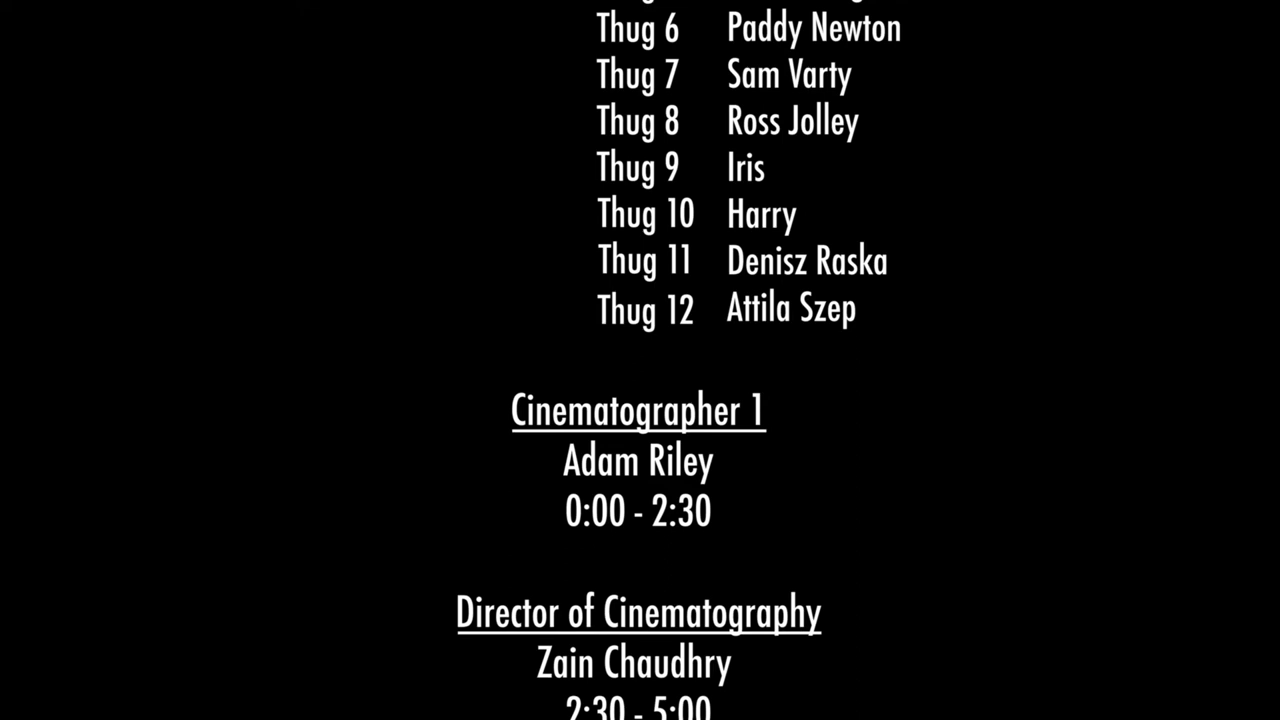 Thug 6 Paddy Newton
Thug 7 Sam Varty
Thug 8 Ross Jolley
Thug 9 Iris
Thug 10 Harry
Thug 11 Denisz Raska
Thug 12 Attila Szep
Cinematographer 1
Adam Riley
0:00 - 2:30
Director of Cinematography
Zain Chaudhry
2:30 - 5:00